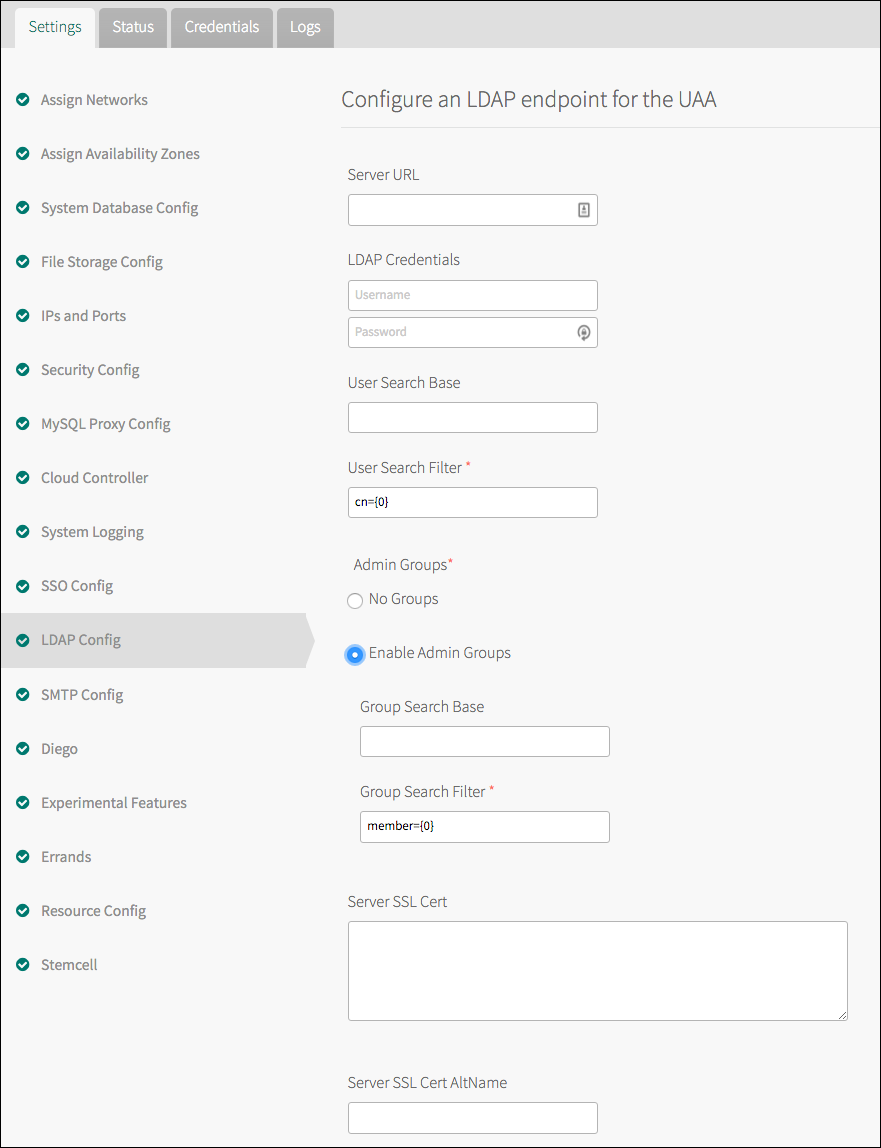 Settings
Status
Credentials
Logs
Assign Networks
Assign Availability Zones
System Database Config
File Storage Config
IPs and Ports
Security Config
MySQL Proxy Config
Cloud Controller
System Logging
SSO Config
LDAP Config
SMTP Config
Diego
Experimental Features
Errands
Resource Config
Stemcell
Configure an LDAP endpoint for the UAA
Server URL
LDAP Credentials
Username
Password
User Search Base
User Search Filter *
cn={0}
Admin Groups*
No Groups
Enable Admin Groups
Group Search Base
Group Search Filter *
member={0}
Server SSL Cert
Server SSL Cert AltName